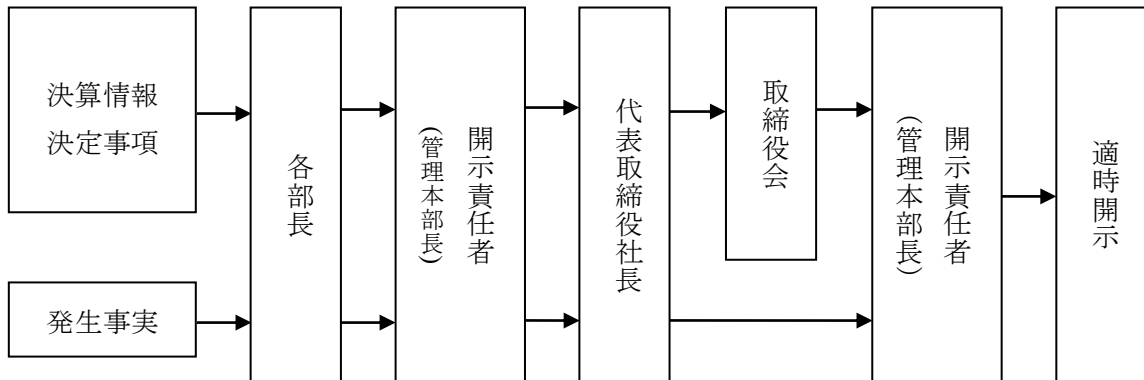 決算情報
決定事項
発生事実
各部長
開示責任者
(管理本部長)
代表取締役社長
取締役会
開示責任者
(管理本部長)
適時開示